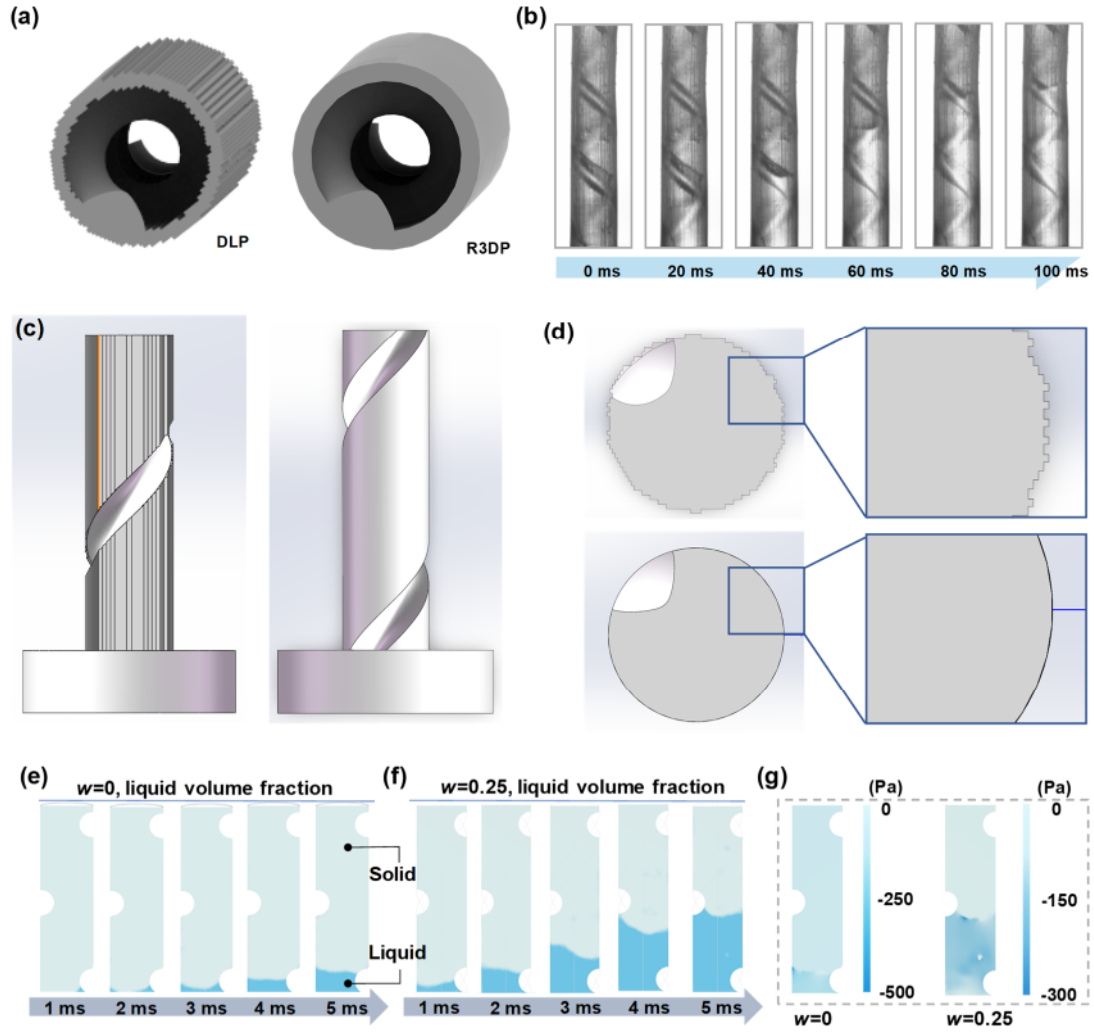 (a)
DLP
R3DP
(b)
0 ms 20 ms 40 ms 60 ms 80 ms 100 ms
(c)
(d)
(e)
w=0, liquid volume fraction
Solid
Liquid
1 ms 2 ms 3 ms 4 ms 5 ms
(f)
w=0.25, liquid volume fraction
1 ms 2 ms 3 ms 4 ms 5 ms
(g)
(Pa) (Pa)
0 0
-250 -150
-500 -300
w=0 w=0.25